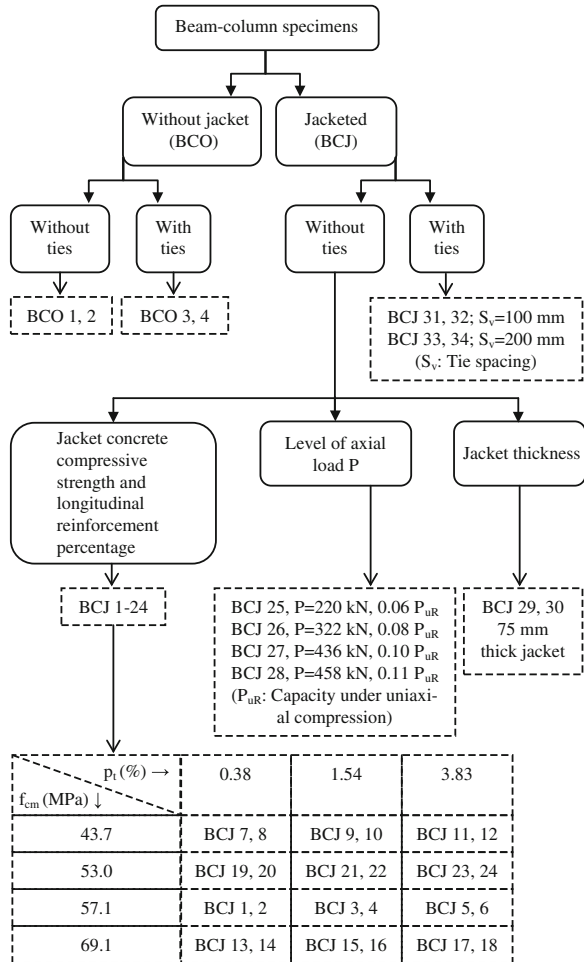 Beam-column specimens
Without jacket
(BCO)
Jacketed
(BCJ)
Without
ties
With
ties
Without
ties
With
ties
BCO 1, 2
BCO 3, 4
BCJ 31, 32; Sᵥ=100 mm
BCJ 33, 34; Sᵥ=200 mm
(Sᵥ: Tie spacing)
Jacket concrete
compressive
strength and
longitudinal
reinforcement
percentage
Level of axial
load P
Jacket thickness
BCJ 1-24
BCJ 25, P=220 kN, 0.06 PuR
BCJ 26, P=322 kN, 0.08 PuR
BCJ 27, P=436 kN, 0.10 PuR
BCJ 28, P=458 kN, 0.11 PuR
(PuR: Capacity under uniaxi-
al compression)
BCJ 29, 30
75 mm
thick jacket
pt (%) → 0.38 1.54 3.83
fcm (MPa) ↓
43.7 BCJ 7, 8 BCJ 9, 10 BCJ 11, 12
53.0 BCJ 19, 20 BCJ 21, 22 BCJ 23, 24
57.1 BCJ 1, 2 BCJ 3, 4 BCJ 5, 6
69.1 BCJ 13, 14 BCJ 15, 16 BCJ 17, 18